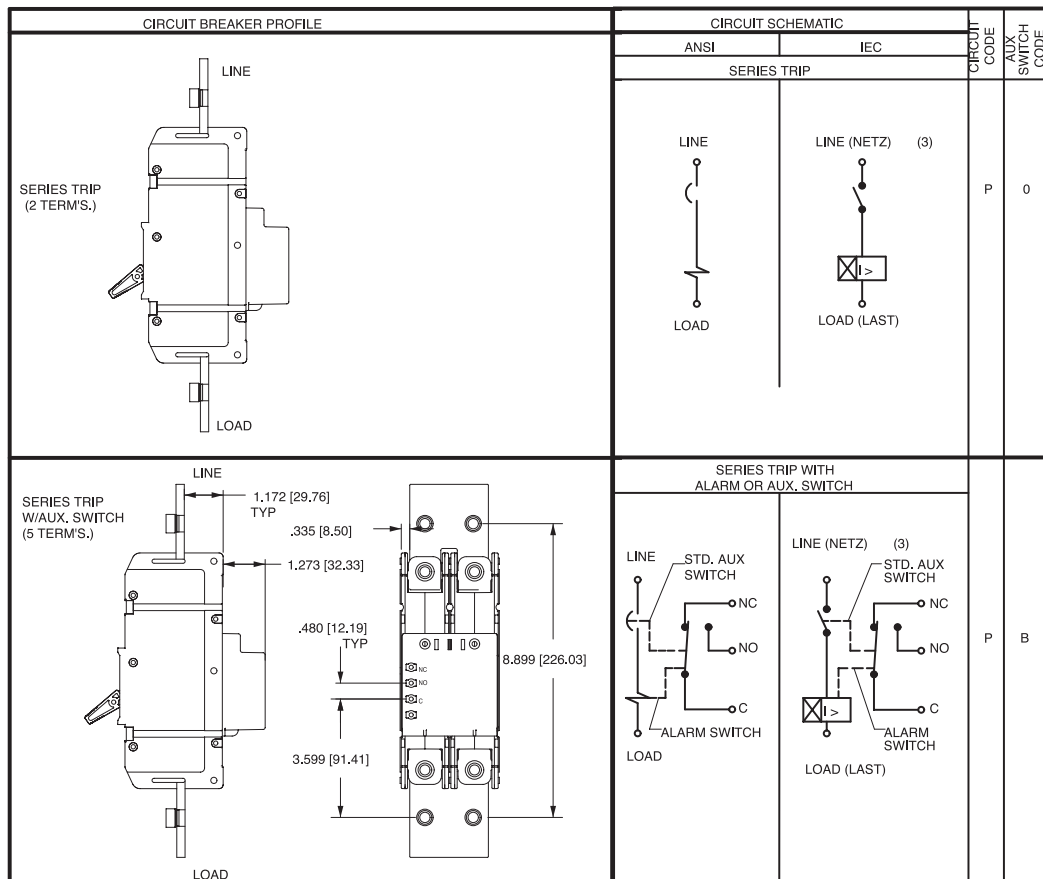 CIRCUIT BREAKER PROFILE
CIRCUIT SCHEMATIC
CIRCUIT
CODE
AUX
SWITCH
CODE
ANSI
IEC
SERIES TRIP
LINE
SERIES TRIP
(2 TERM'S.)
LOAD
LINE
LOAD
LINE (NETZ) (3)
I >
LOAD (LAST)
P
0
SERIES TRIP
W/AUX. SWITCH
(5 TERM'S.)
LINE
1.172 [29.76]
TYP
.335 [8.50]
1.273 [32.33]
.480 [12.19]
TYP
8.899 [226.03]
3.599 [91.41]
NC
NO
C
LOAD
SERIES TRIP WITH
ALARM OR AUX. SWITCH
LINE
STD. AUX
SWITCH
NC
NO
C
ALARM SWITCH
LOAD
LINE (NETZ) (3)
STD. AUX
SWITCH
NC
NO
C
I >
ALARM
SWITCH
LOAD (LAST)
P
B